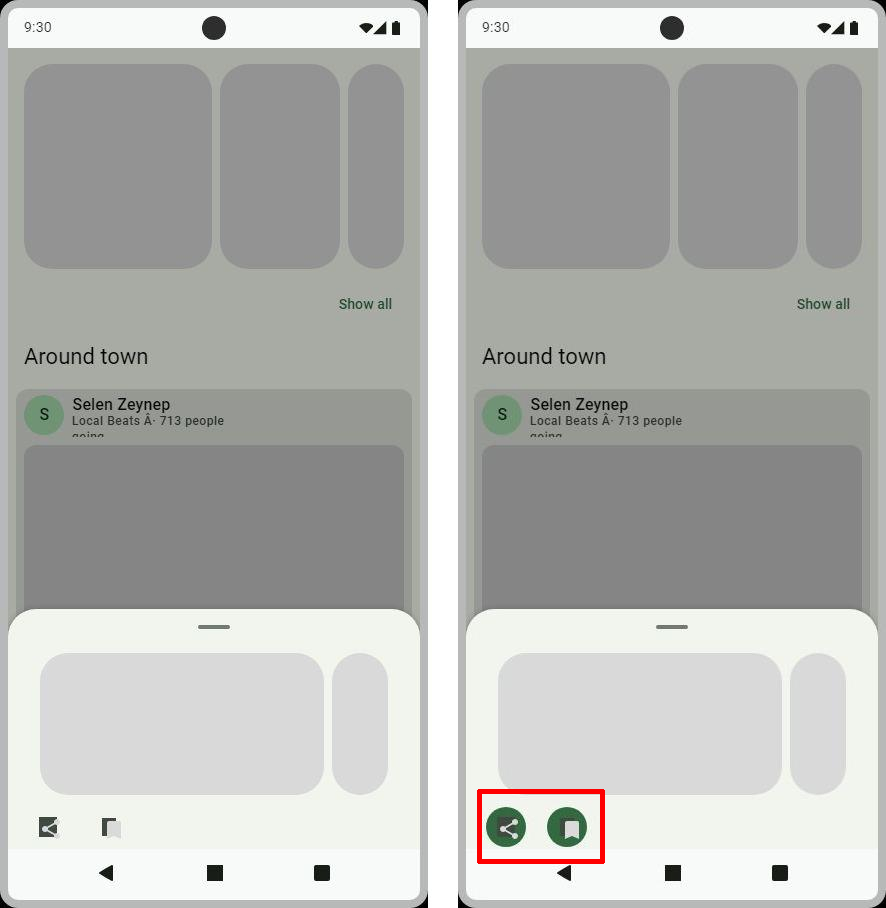 9:30
Show all
Around town
S
Selen Zeynep
Local Beats Â· 713 people
going
9:30
Show all
Around town
S
Selen Zeynep
Local Beats Â· 713 people
going